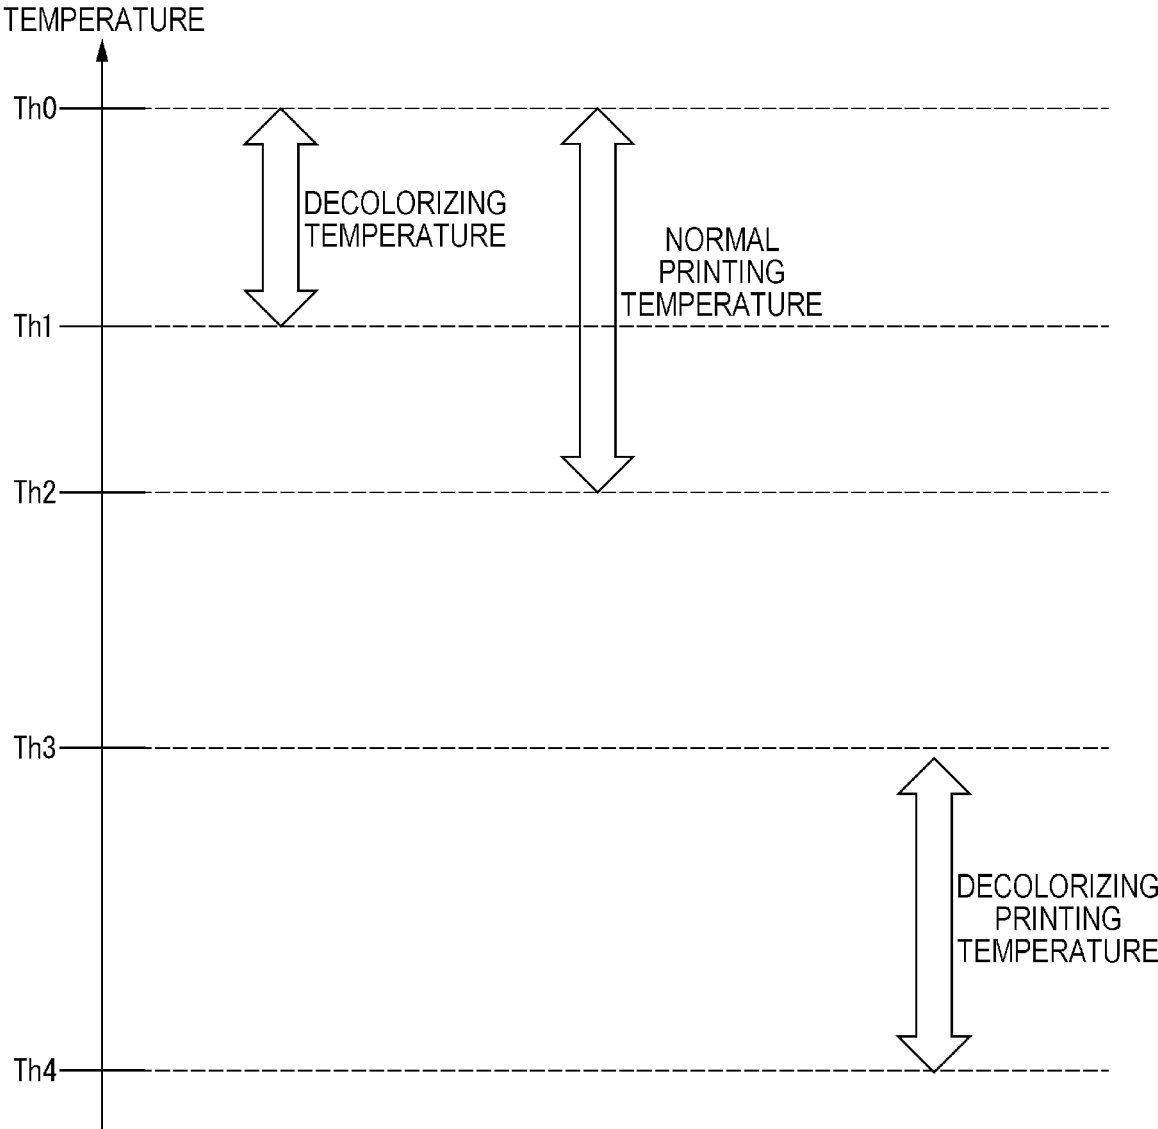 TEMPERATURE
Th0
DECOLORIZING
TEMPERATURE
NORMAL
PRINTING
TEMPERATURE
Th1
Th2
Th3
DECOLORIZING
PRINTING
TEMPERATURE
Th4